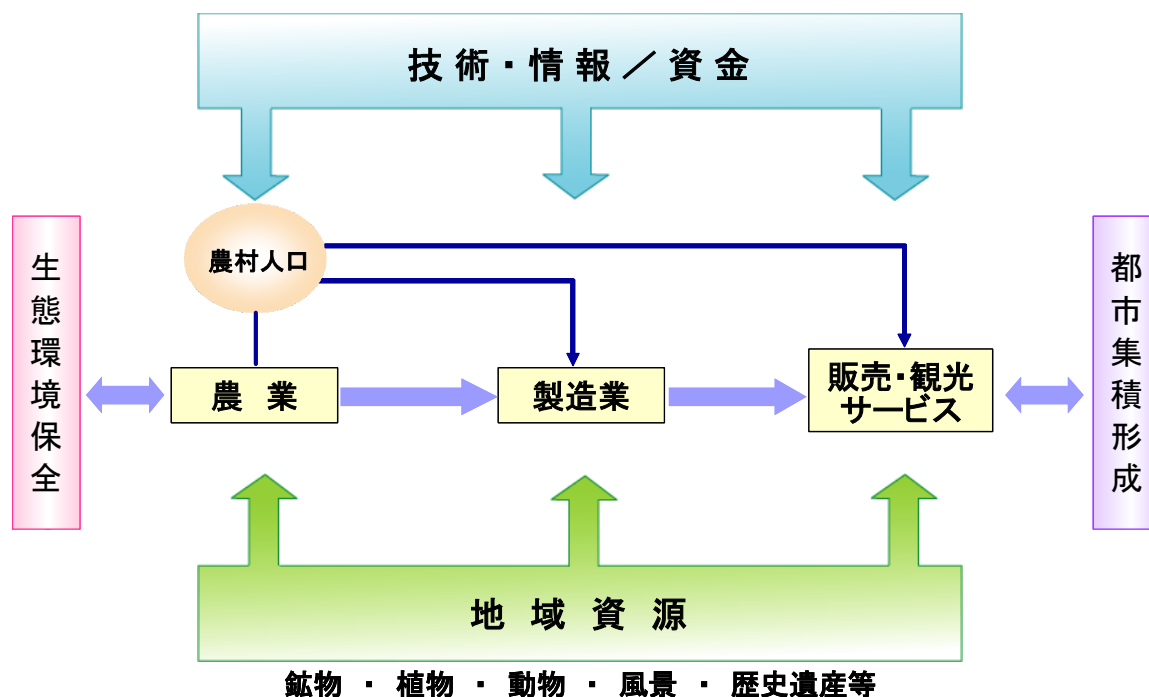 技術・情報／資金
農村人口
生態環境保全
農業
製造業
販売・観光
サービス
都市集積形成
地域資源
鉱物・植物・動物・風景・歴史遺産等